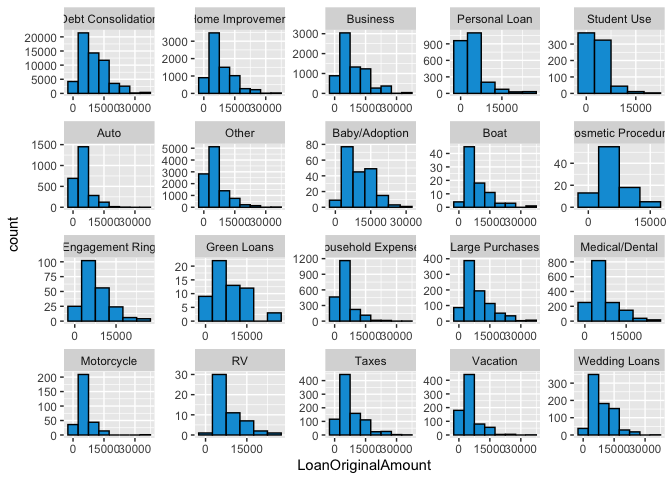 Debt Consolidation
Home Improvement
Business
Personal Loan
Student Use
20000
15000
10000
5000
0
3000
2000
1000
0
3000
2000
1000
0
900
600
300
0
300
200
100
0
0 15000 30000
0 15000 30000
0 15000 30000
0 15000
0 15000
Auto
Other
Baby/Adoption
Boat
osmetic Procedur
1500
1000
500
0
5000
4000
3000
2000
1000
0
80
60
40
20
0
40
30
20
10
0
40
20
0
0 15000 30000
0 15000 30000
0 15000 30000
0 15000 30000
0 15000
Engagement Ring
Green Loans
ousehold Expense
Large Purchases
Medical/Dental
100
75
50
25
0
20
15
10
5
0
1200
900
600
300
0
400
300
200
100
0
800
600
400
200
0
0 15000
0 15000
0 15000 30000
0 15000 30000
0 15000
Motorcycle
RV
Taxes
Vacation
Wedding Loans
200
150
100
50
0
30
20
10
0
400
300
200
100
0
400
300
200
100
0
300
200
100
0
0 15000 30000
0 15000
0 15000 30000
0 15000 30000
0 15000 30000
count
LoanOriginalAmount